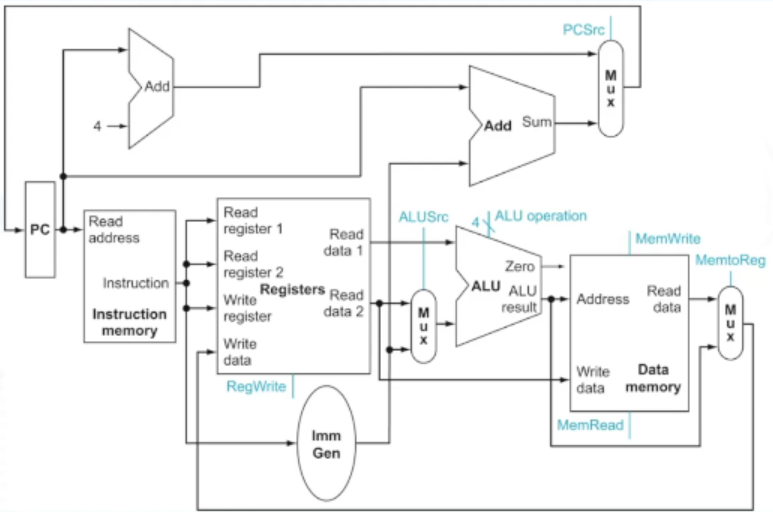 PCSrc
Add
4
Mux
Add Sum
PC
Read
address
Instruction
Instruction
memory
Read
register 1
Read
register 2
Write
register
Write
data
Registers
Read
data 1
Read
data 2
RegWrite
Imm
Gen
ALUSrc
Mux
4
ALU operation
Zero
ALU
ALU
result
MemWrite
Address
Read
data
Write
data
Data
memory
MemRead
MemtoReg
Mux